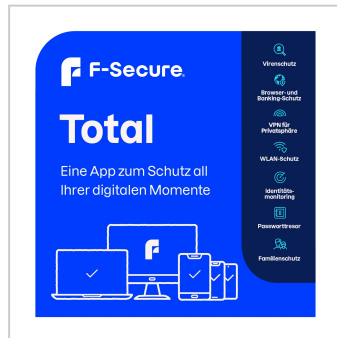 F-Secure.
Total
Eine App zum Schutz all
Ihrer digitalen Momente
Virenschutz
Browser- und
Banking-Schutz
VPN für
Privatsphäre
WLAN-Schutz
Identitäts-
monitoring
Passworttresor
Familienschutz